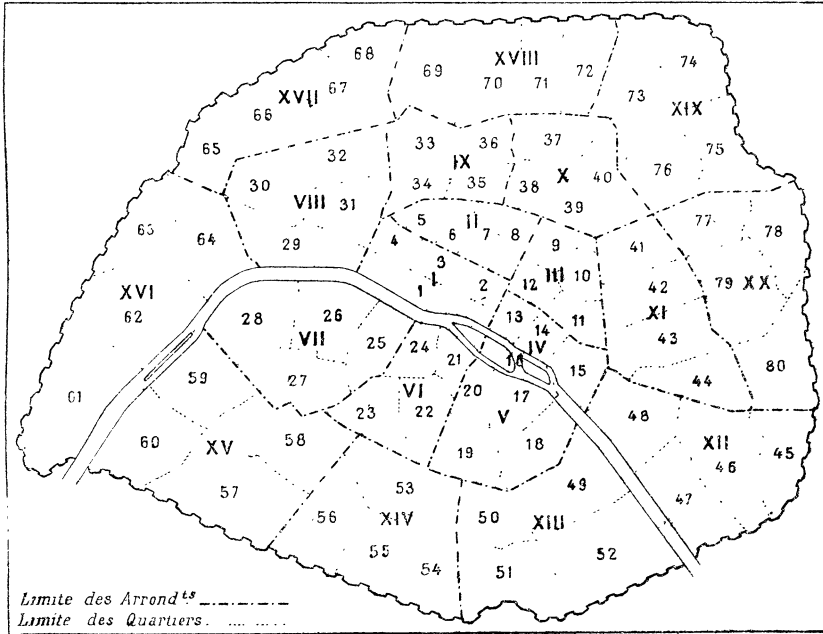 68 XVIII 74
69 70 71 72
XVII 67 73 XIX
66
65 33 36 37 75
32 IX X 76
30 34 35 38 40
VIII 31 39
5 II 77 78
63 64 4 6 7 8 9 41
29 3 III
I 12 10 42 79 XX
XVI 1 2
62 28 26 13 14 11 XI
VII 25 24 IV 43
21 16 15 80
59 27 VI 20 17 44
61 23 22 V 48
60 XV 58 19 18 XII
57 53 49 46 45
56 XIV 50 XIII 47
55 54 51 52
Limite des Arrond.ts
Limite des Quartiers.